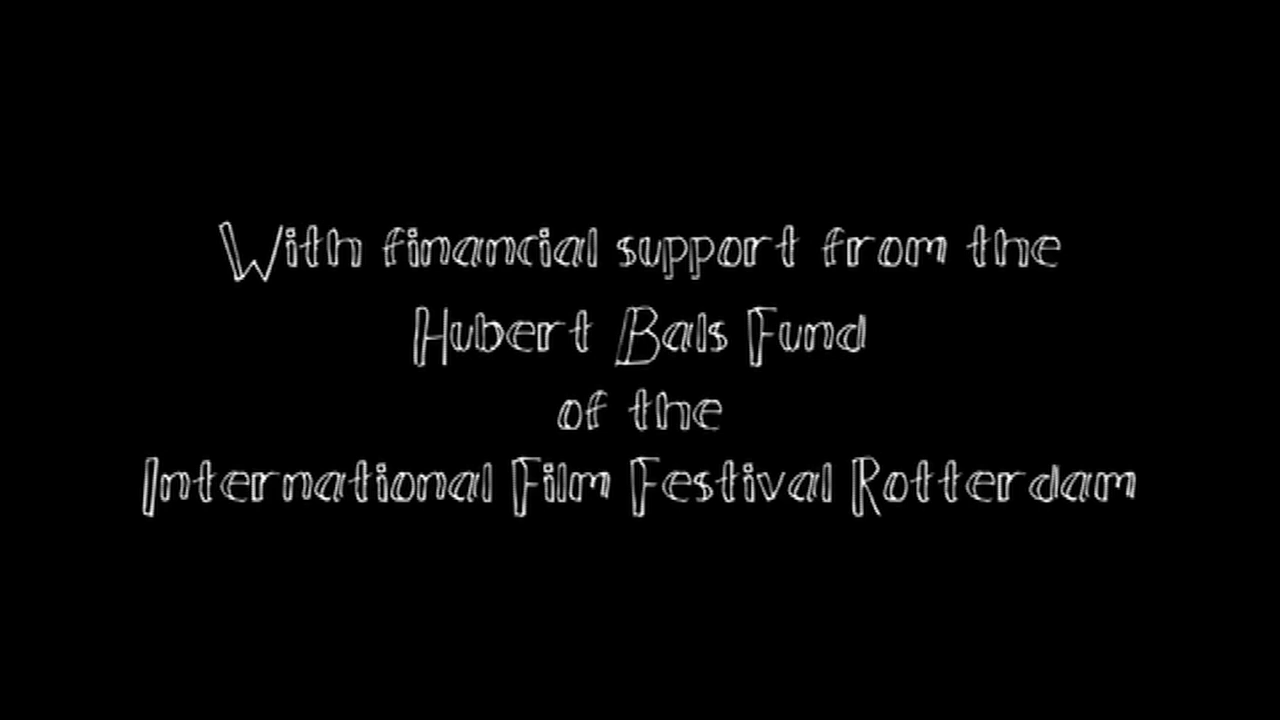 With financial support from the
Hubert Bals Fund
of the
International Film Festival Rotterdam